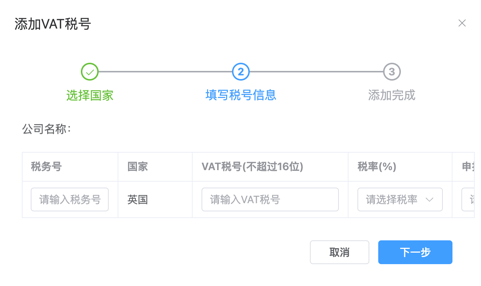 添加VAT税号
2
3
选择国家
填写税号信息
添加完成
公司名称：
税务号 国家 VAT税号(不超过16位) 税率(%)
请输入税务号 英国 请输入VAT税号 请选择税率
取消 下一步